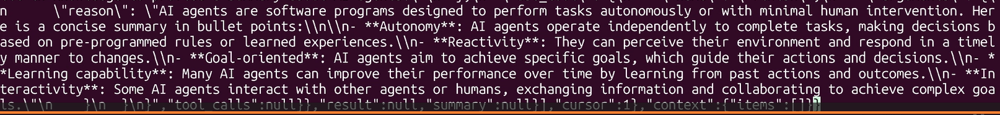 n      \"reason\": \"AI agents are software programs designed to perform tasks autonomously or with minimal human intervention. Her
e is a concise summary in bullet points:\\n\\n- **Autonomy**: AI agents operate independently to complete tasks, making decisions b
ased on pre-programmed rules or learned experiences.\\n- **Reactivity**: They can perceive their environment and respond in a timel
y manner to changes.\\n- **Goal-oriented**: AI agents aim to achieve specific goals, which guide their actions and decisions.\\n- *
*Learning capability**: Many AI agents can improve their performance over time by learning from past actions and outcomes.\\n- **In
teractivity**: Some AI agents interact with other agents or humans, exchanging information and collaborating to achieve complex goa
ls.\"\n    }\n  }\n}","tool_calls":null}},"result":null,"summary":null}],"cursor":1},"context":{"items":[]}}